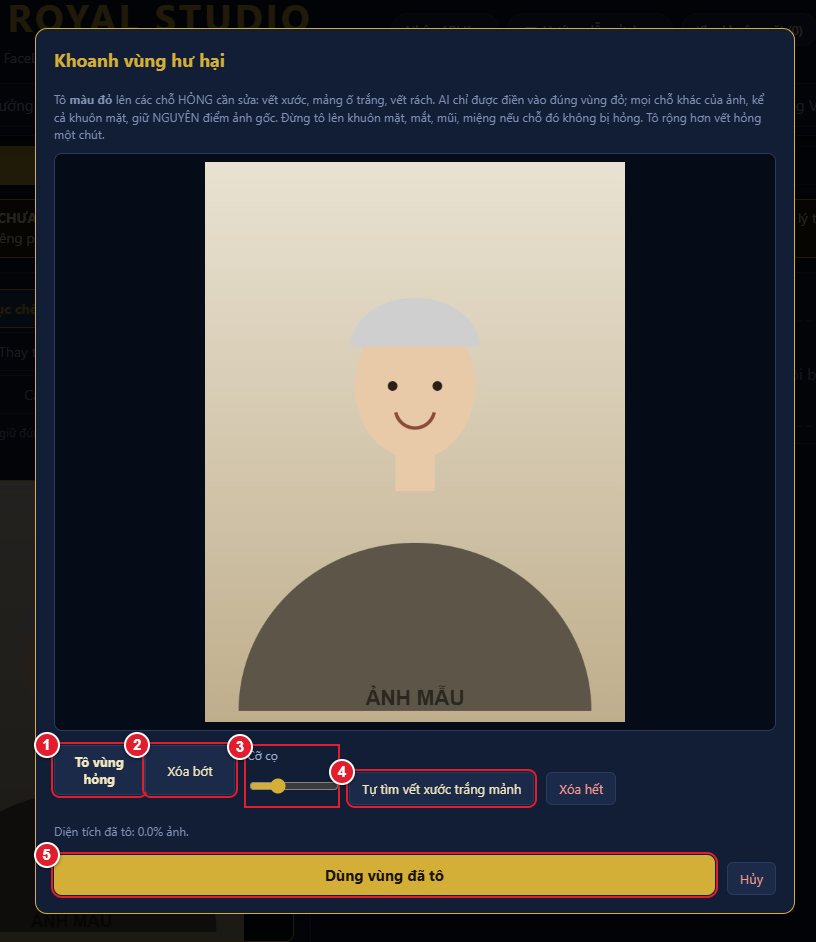 ROYAL STUDIO
Khoanh vùng hư hại
Tô màu đỏ lên các chỗ HỎNG cần sửa: vết xước, mảng ố trắng, vết rách. AI chỉ được điền vào đúng vùng đỏ; mọi chỗ khác của ảnh, kể
cả khuôn mặt, giữ NGUYÊN điểm ảnh gốc. Đừng tô lên khuôn mặt, mắt, mũi, miệng nếu chỗ đó không bị hỏng. Tô rộng hơn vết hỏng
một chút.
ẢNH MẪU
1
2
3
4
Tô vùng
hỏng
Xóa bớt
Cỡ cọ
Tự tìm vết xước trắng mảnh
Xóa hết
Diện tích đã tô: 0.0% ảnh.
5
Dùng vùng đã tô
Hủy
ẢNH MẪU